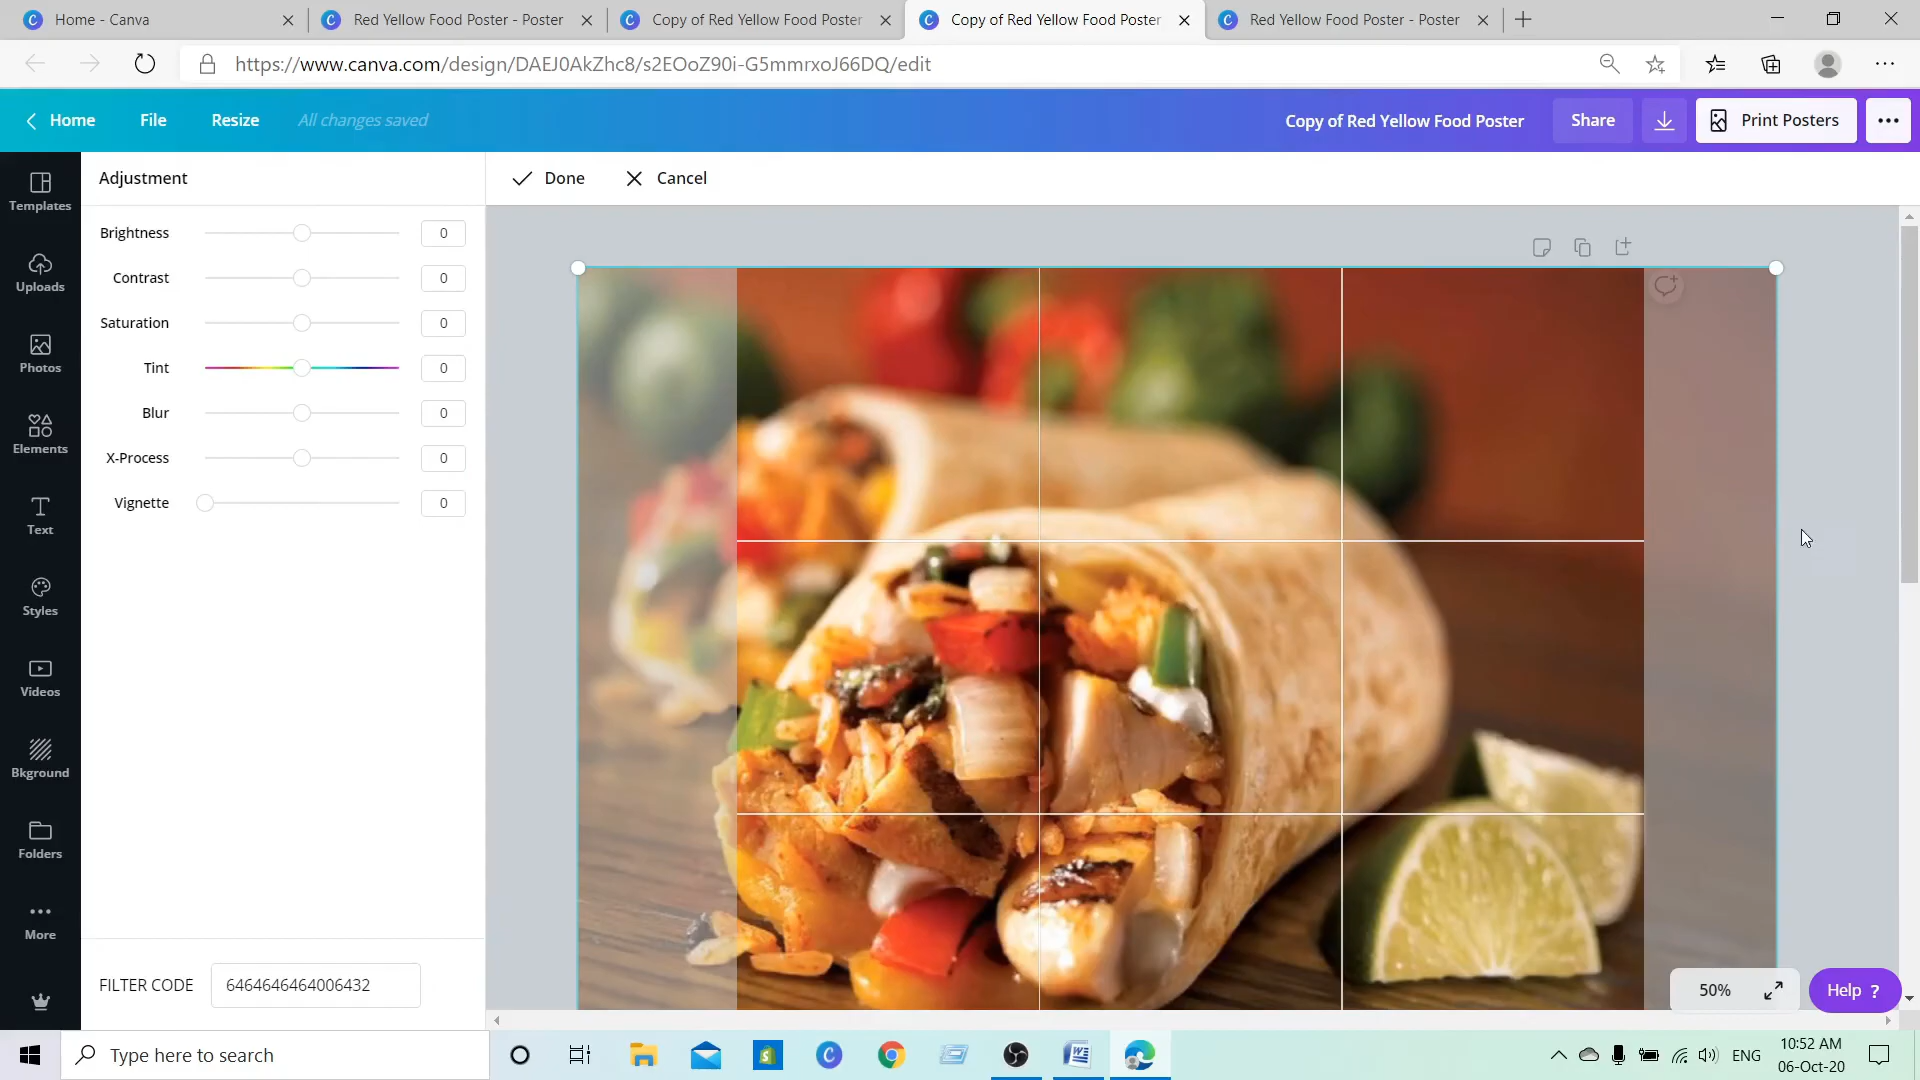 Home - Canva
Red Yellow Food Poster - Poster
Copy of Red Yellow Food Poster
Copy of Red Yellow Food Poster
Red Yellow Food Poster - Poster
https://www.canva.com/design/DAEJ0AkZhc8/s2EOoZ90i-G5mmrxoJ66DQ/edit
Home
File
Resize
All changes saved
Copy of Red Yellow Food Poster
Share
Print Posters
Templates
Uploads
Photos
Elements
Text
Styles
Videos
Bkground
Folders
More
Adjustment
Done
Cancel
Brightness 0
Contrast 0
Saturation 0
Tint 0
Blur 0
X-Process 0
Vignette 0
FILTER CODE 6464646464006432
50%
Help ?
Type here to search
ENG
10:52 AM
06-Oct-20